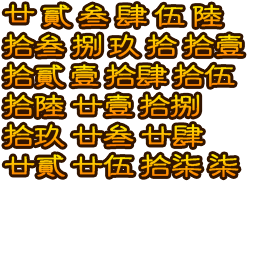 廿 貳 叁 肆 伍 陸
拾叁 捌 玖 拾 拾壹
拾貳 壹 拾肆 拾伍
拾陸 廿壹 拾捌
拾玖 廿叁 廿肆
廿貳 廿伍 拾柒 柒